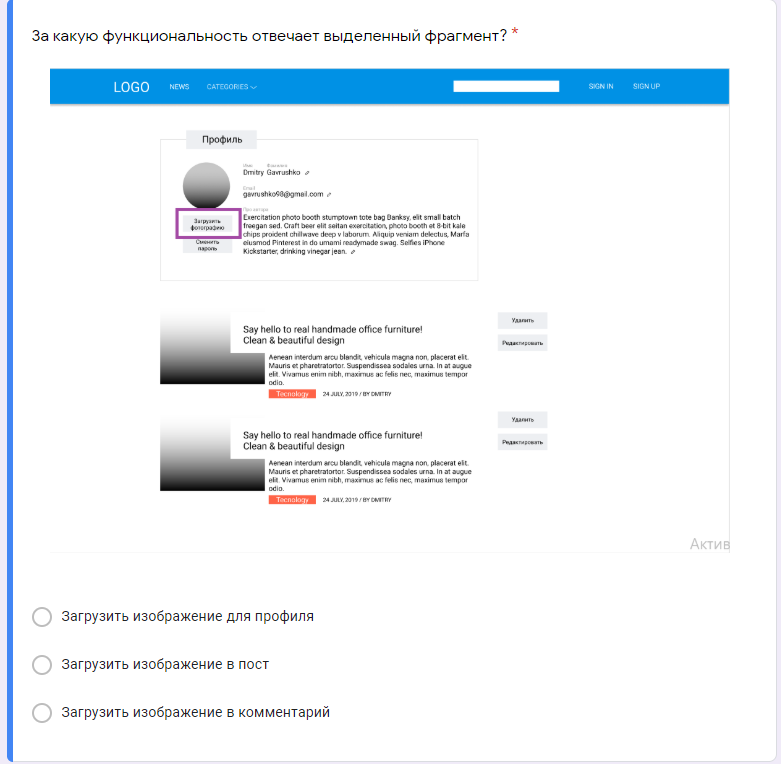 За какую функциональность отвечает выделенный фрагмент? *
LOGO NEWS CATEGORIES SIGN IN SIGN UP
Профиль
Имя Фамилия
Dmitry Gavrushko
Email
gavrushko98@gmail.com
Про автора
Загрузить
фотографию
Сменить
пароль
Exercitation photo booth stumptown tote bag Banksy, elit small batch
freegan sed. Craft beer elit seitan exercitation, photo booth et 8-bit kale
chips proident chillwave deep v laborum. Aliquip veniam delectus, Marfa
eiusmod Pinterest in do umami readymade swag. Selfies iPhone
Kickstarter, drinking vinegar jean.
Say hello to real handmade office furniture!
Clean & beautiful design
Aenean interdum arcu blandit, vehicula magna non, placerat elit.
Mauris et pharetratortor. Suspendissea sodales urna. In at augue
elit. Vivamus enim nibh, maximus ac felis nec, maximus tempor
odio.
Tecnology 24 JULY, 2019 / BY DMITRY
Удалить
Редактировать
Say hello to real handmade office furniture!
Clean & beautiful design
Aenean interdum arcu blandit, vehicula magna non, placerat elit.
Mauris et pharetratortor. Suspendissea sodales urna. In at augue
elit. Vivamus enim nibh, maximus ac felis nec, maximus tempor
odio.
Tecnology 24 JULY, 2019 / BY DMITRY
Удалить
Редактировать
Актив
Загрузить изображение для профиля
Загрузить изображение в пост
Загрузить изображение в комментарий